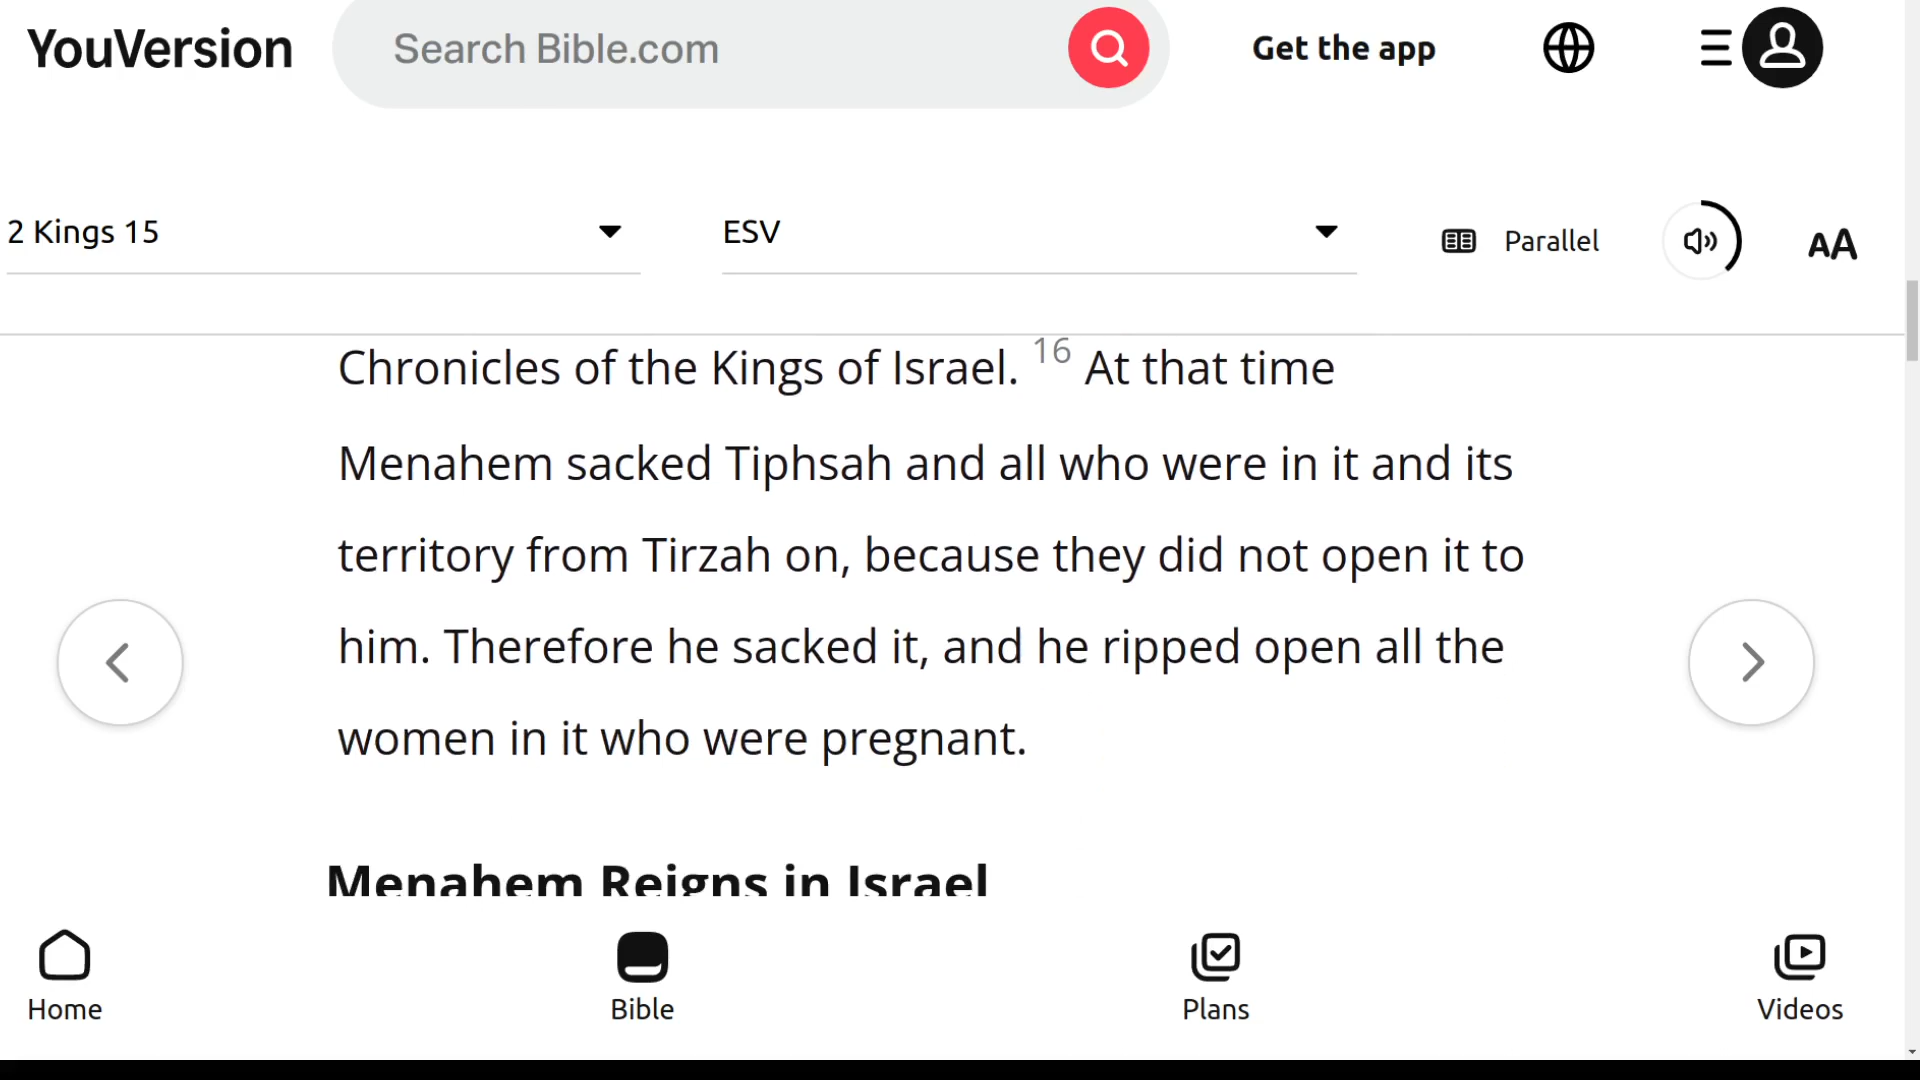 YouVersion Search Bible.com Get the app
2 Kings 15 ESV Parallel AA
Chronicles of the Kings of Israel. 16 At that time
Menahem sacked Tiphsah and all who were in it and its
territory from Tirzah on, because they did not open it to
him. Therefore he sacked it, and he ripped open all the
women in it who were pregnant.
Menahem Reigns in Israel
Home Bible Plans Videos